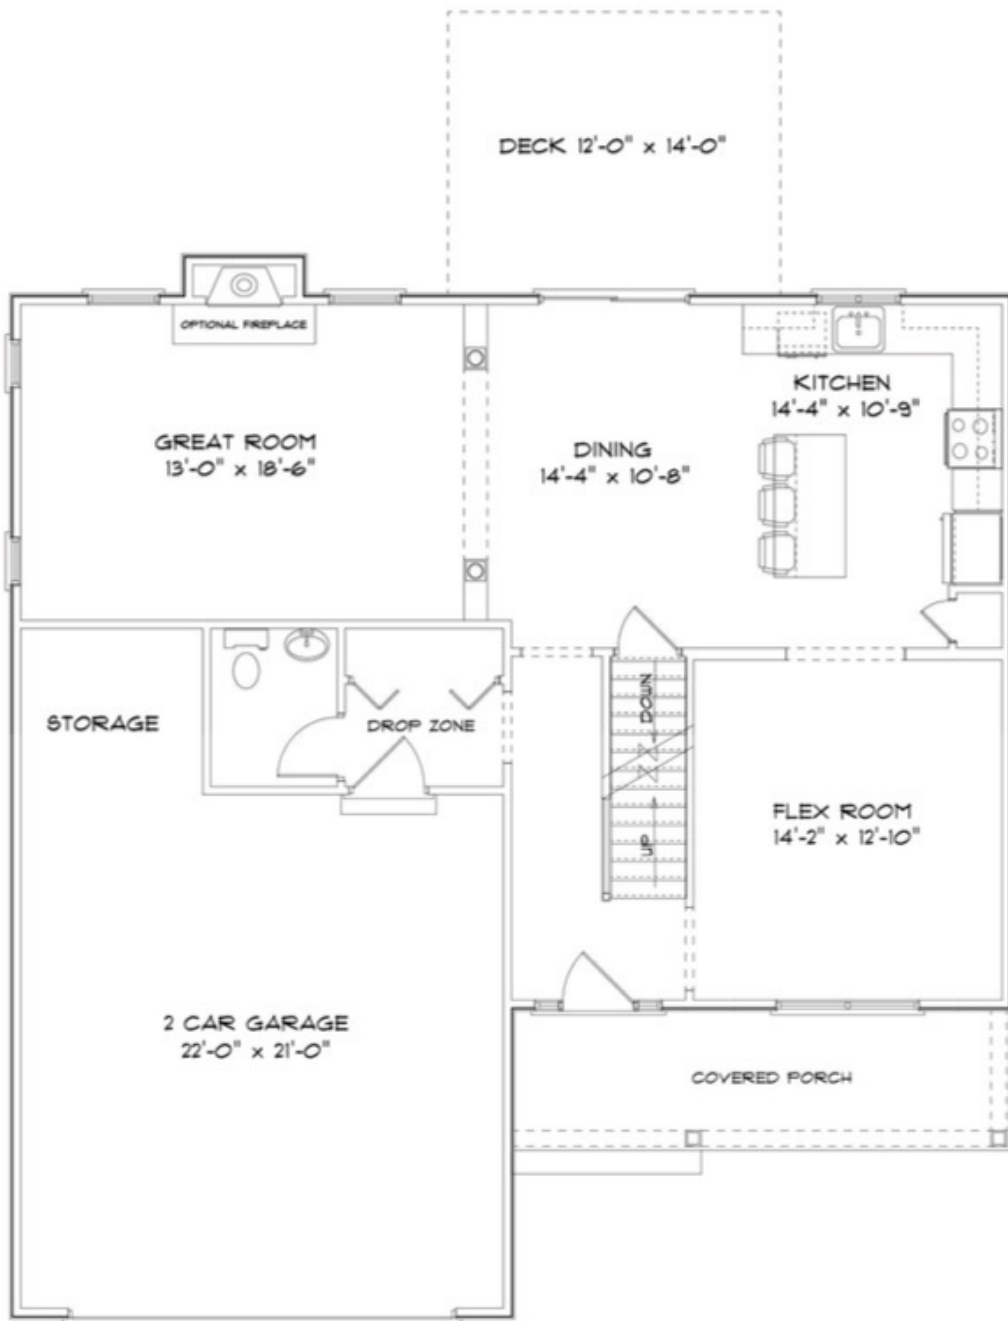 DECK 12'-0" x 14'-0"
OPTIONAL FIREPLACE
KITCHEN
14'-4" x 10'-9"
GREAT ROOM
13'-0" x 18'-6"
DINING
14'-4" x 10'-8"
STORAGE
DROP ZONE
DOWN
UP
FLEX ROOM
14'-2" x 12'-10"
2 CAR GARAGE
22'-0" x 21'-0"
COVERED PORCH